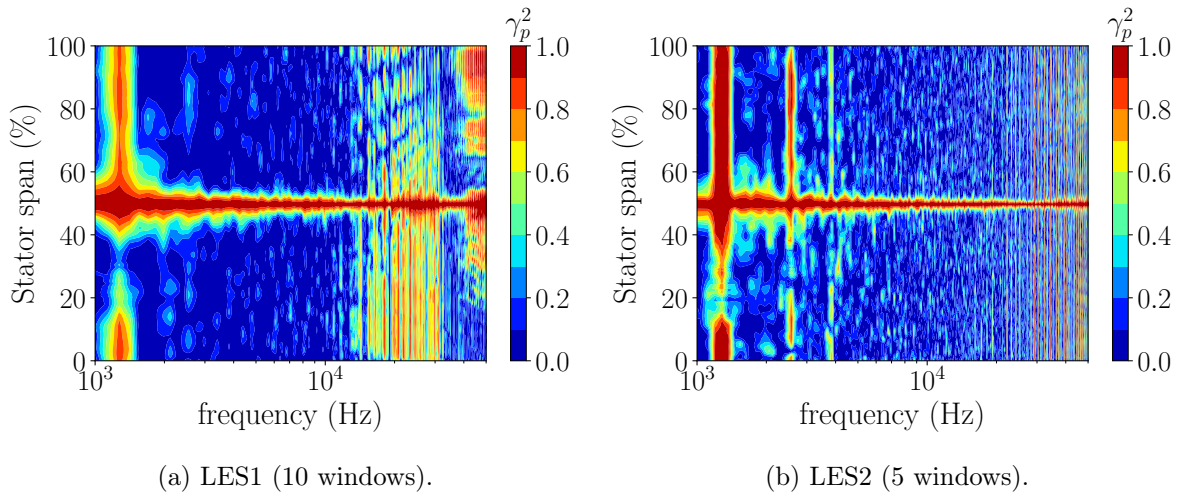 γ_p^2 γ_p^2
100 1.0 100 1.0
80 0.8 80 0.8
60 0.6 60 0.6
Stator span (%) Stator span (%)
40 0.4 40 0.4
20 0.2 20 0.2
0 0.0 0 0.0
10^3 10^4 10^3 10^4
frequency (Hz) frequency (Hz)
(a) LES1 (10 windows). (b) LES2 (5 windows).